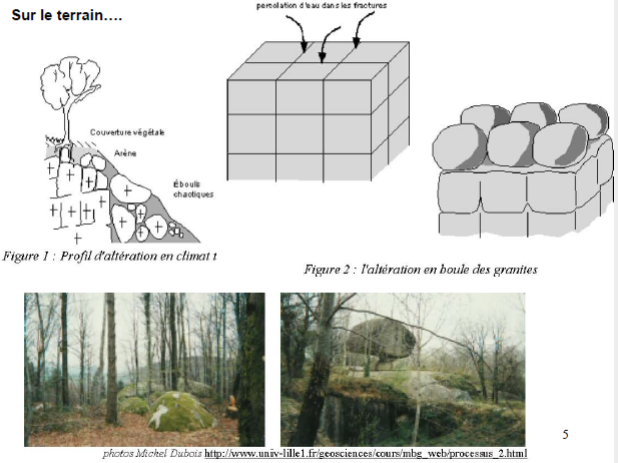 Sur le terrain....
percolation d'eau dans les fractures
Couverture végétale
Arène
Éboulis
chaotiques
Figure 1 : Profil d'altération en climat t
Figure 2 : l'altération en boule des granites
photos Michel Dubois http://www.univ-lille1.fr/geosciences/cours/mbg_web/processus_2.html
5